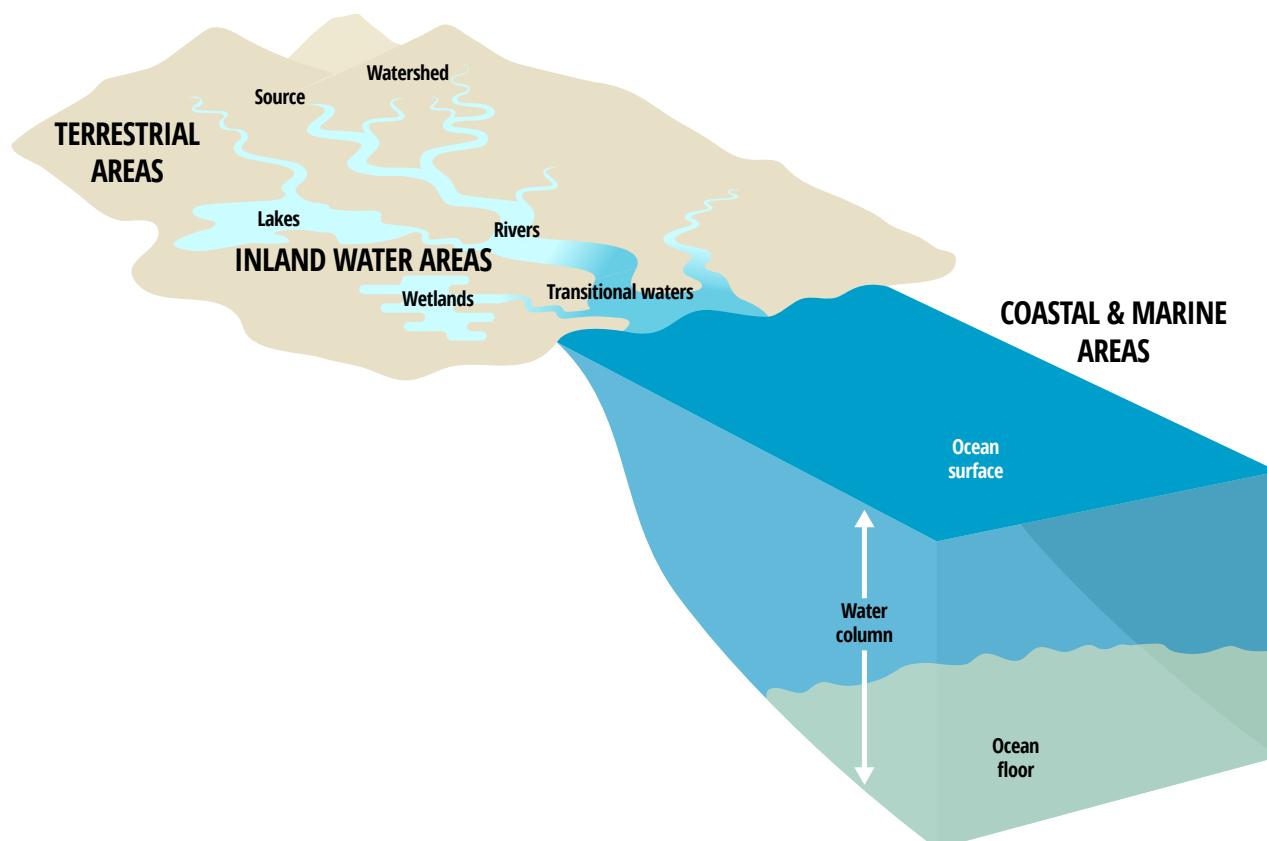 Watershed
Source
TERRESTRIAL
AREAS
Lakes
Rivers
INLAND WATER AREAS
Wetlands
Transitional waters
COASTAL & MARINE
AREAS
Ocean
surface
Water
column
Ocean
floor